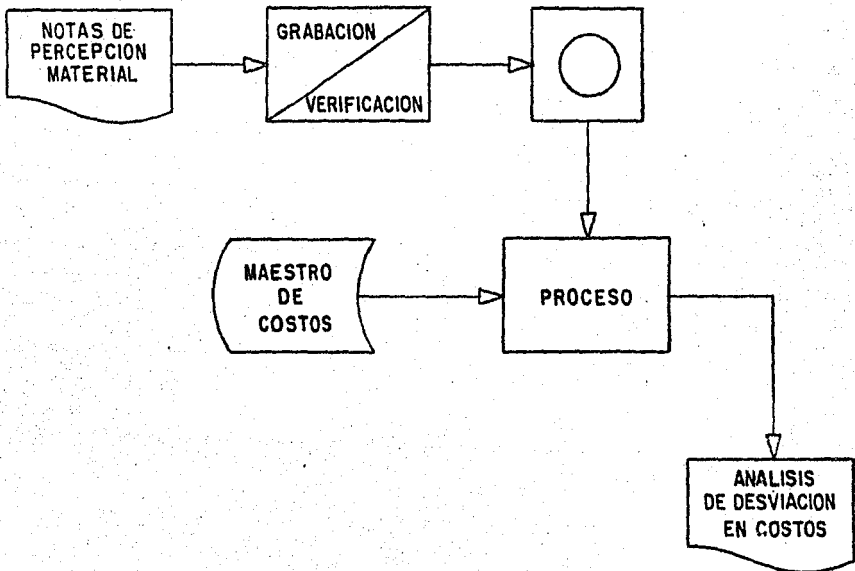 NOTAS DE
PERCEPCION
MATERIAL
GRABACION
VERIFICACION
MAESTRO
DE
COSTOS
PROCESO
ANALISIS
DE DESVIACION
EN COSTOS